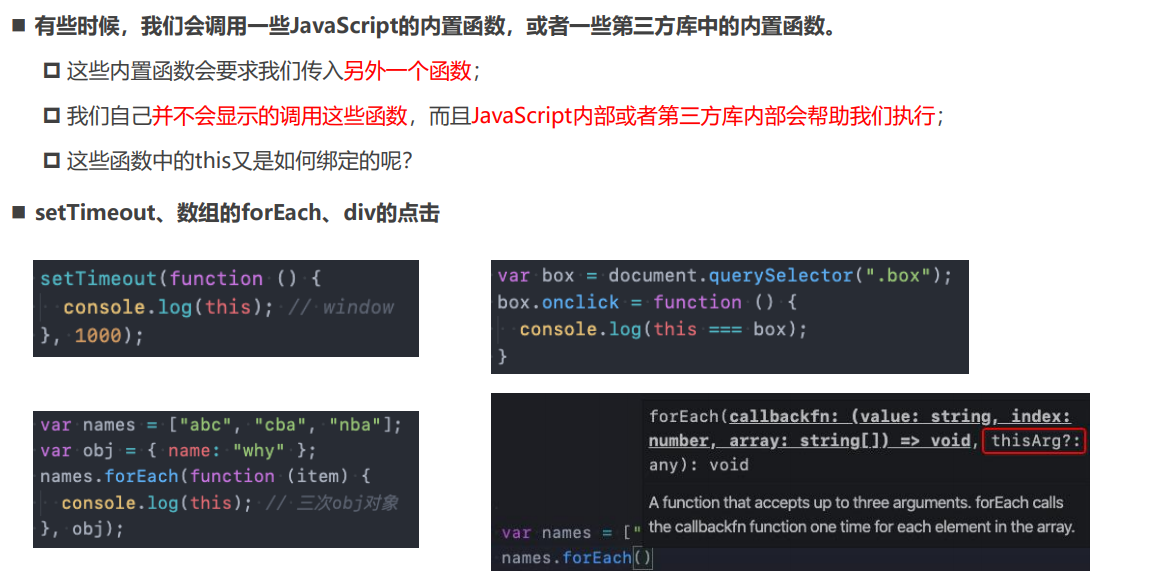 有些时候，我们会调用一些JavaScript的内置函数，或者一些第三方库中的内置函数。
这些内置函数会要求我们传入另外一个函数；
我们自己并不会显示的调用这些函数，而且JavaScript内部或者第三方库内部会帮助我们执行；
这些函数中的this又是如何绑定的呢？
setTimeout、数组的forEach、div的点击
setTimeout(function () {
console.log(this); // window
}, 1000);
var box = document.querySelector(".box");
box.onclick = function () {
console.log(this === box);
}
var names = ["abc", "cba", "nba"];
var obj = { name: "why" };
names.forEach(function (item) {
console.log(this); // 三次obj对象
}, obj);
forEach(callbackfn: (value: string, index:
number, array: string[]) => void, thisArg?:
any): void
A function that accepts up to three arguments. forEach calls
the callbackfn function one time for each element in the array.
var names = ["
names.forEach()